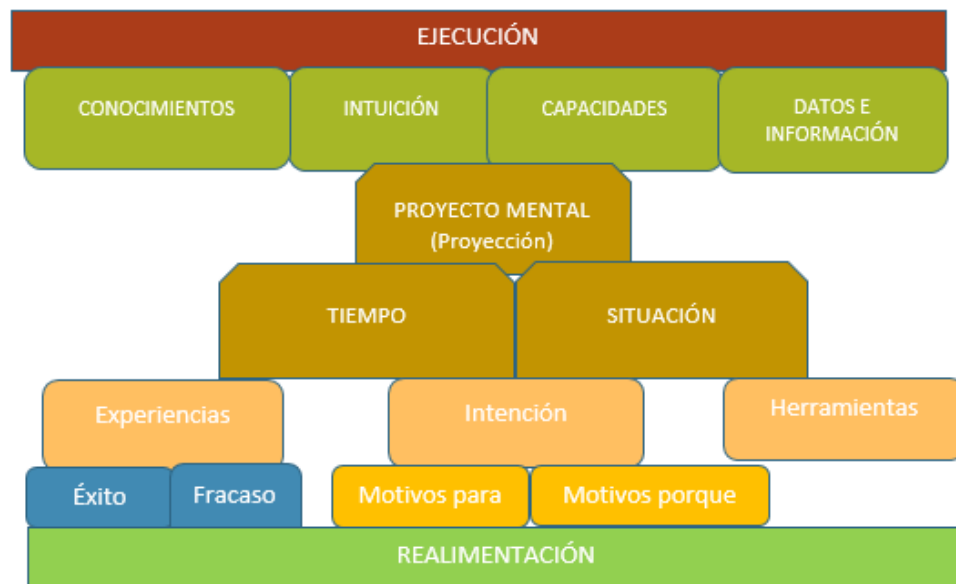 EJECUCIÓN
CONOCIMIENTOS
INTUICIÓN
CAPACIDADES
DATOS E
INFORMACIÓN
PROYECTO MENTAL
(Proyección)
TIEMPO
SITUACIÓN
Experiencias
Intención
Herramientas
Éxito
Fracaso
Motivos para
Motivos porque
REALIMENTACIÓN